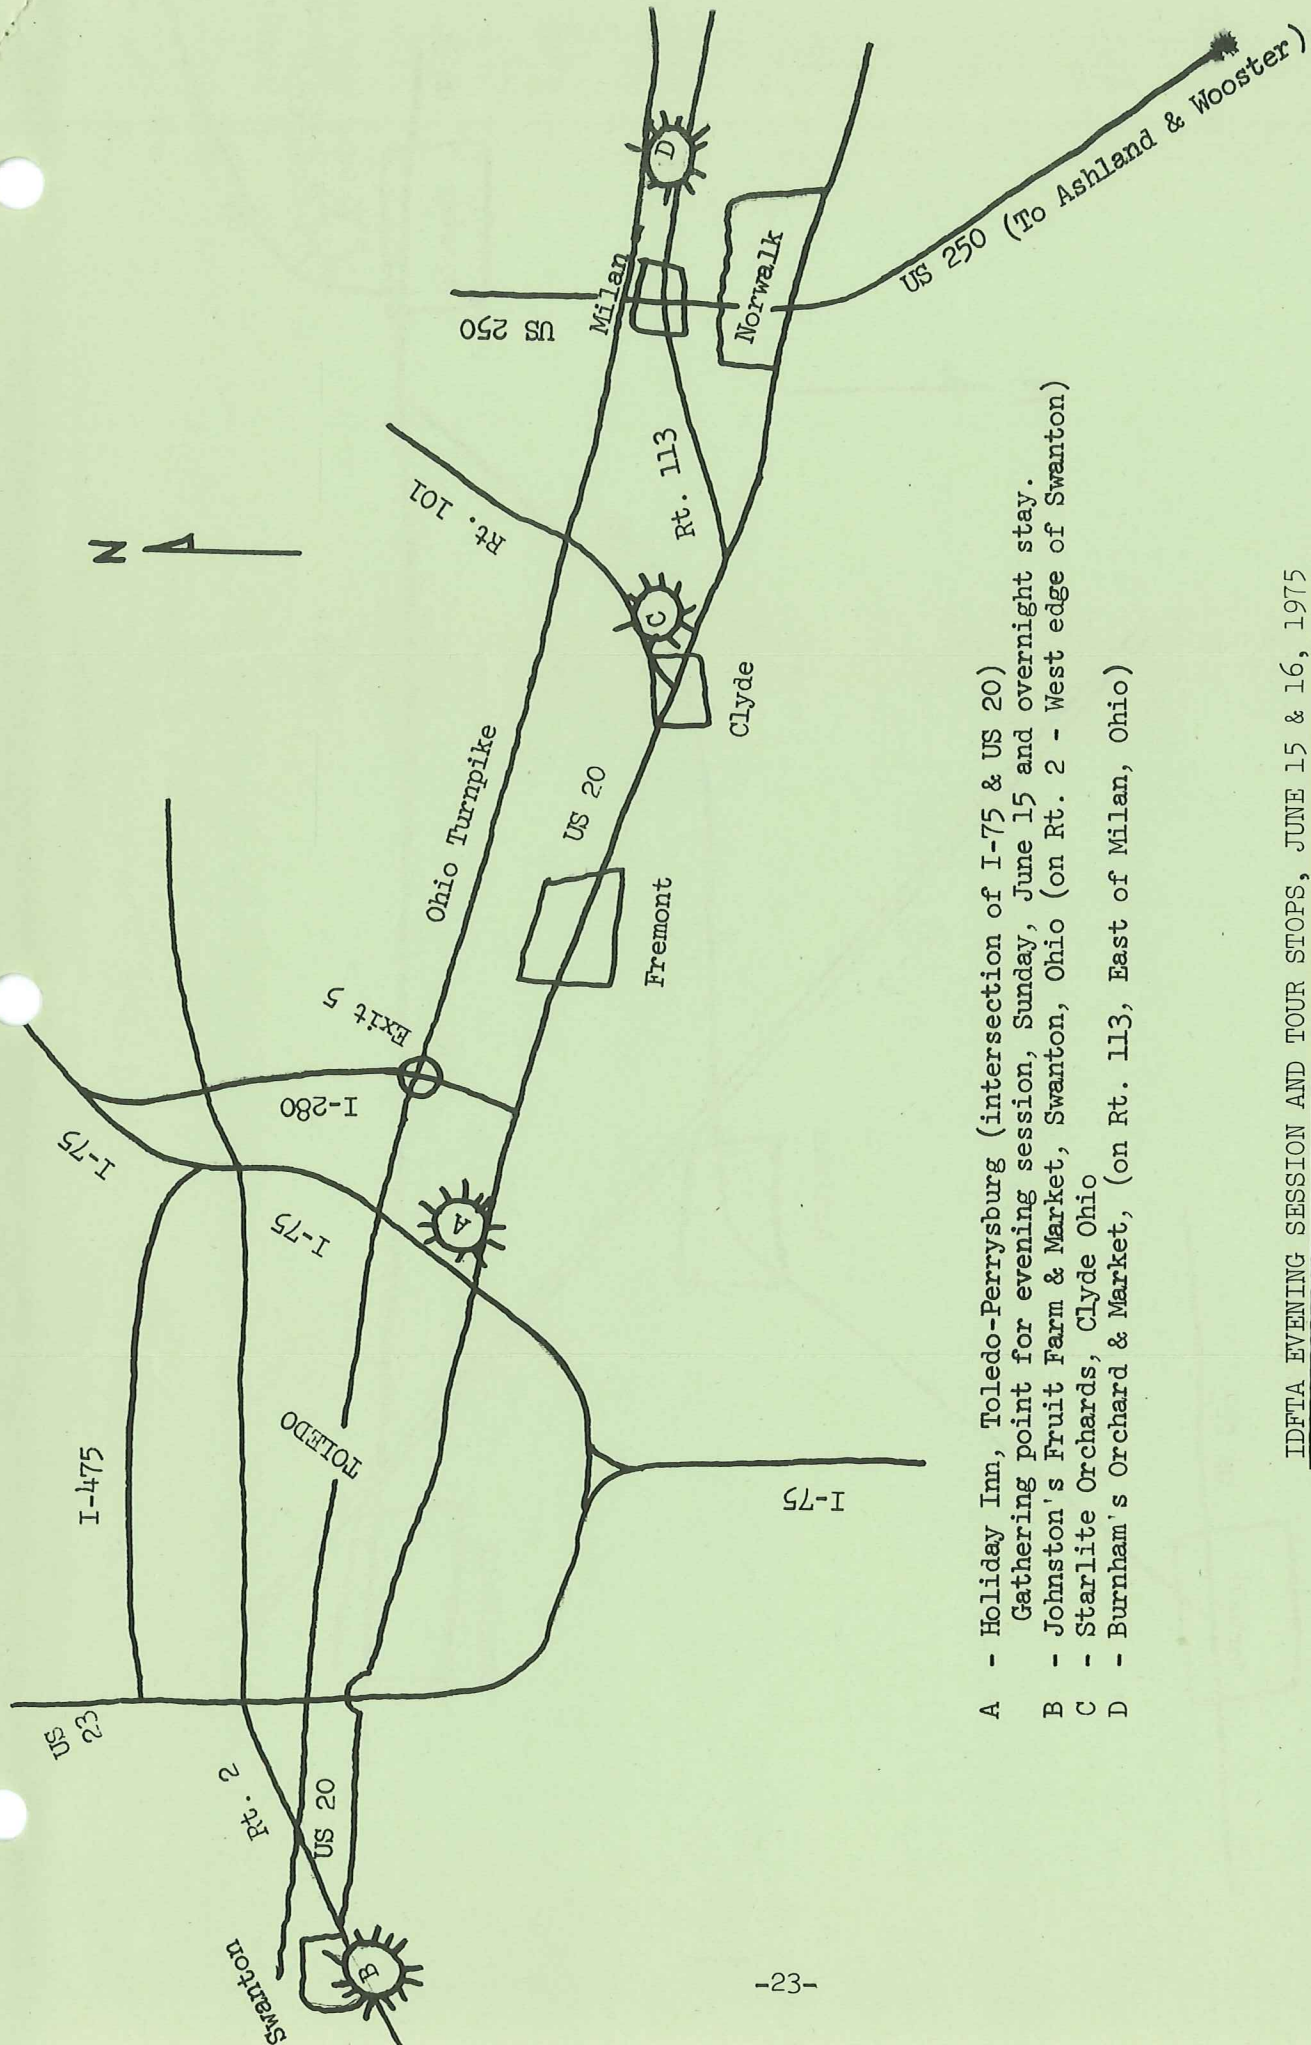 N
US 23
I-475
I-75
Rt. 2
US 20
Swanton
B
TOLEDO
I-75
I-280
Exit 5
A
I-75
Ohio Turnpike
US 20
Fremont
Clyde
C
Rt. 101
Rt. 113
US 250
Milan
Norwalk
D
US 250 (To Ashland & Wooster)
A - Holiday Inn, Toledo-Perrysburg (intersection of I-75 & US 20)
Gathering point for evening session, Sunday, June 15 and overnight stay.
B - Johnston's Fruit Farm & Market, Swanton, Ohio (on Rt. 2 - West edge of Swanton)
C - Starlite Orchards, Clyde Ohio
D - Burnham's Orchard & Market, (on Rt. 113, East of Milan, Ohio)
IDFTA EVENING SESSION AND TOUR STOPS, JUNE 15 & 16, 1975
-23-